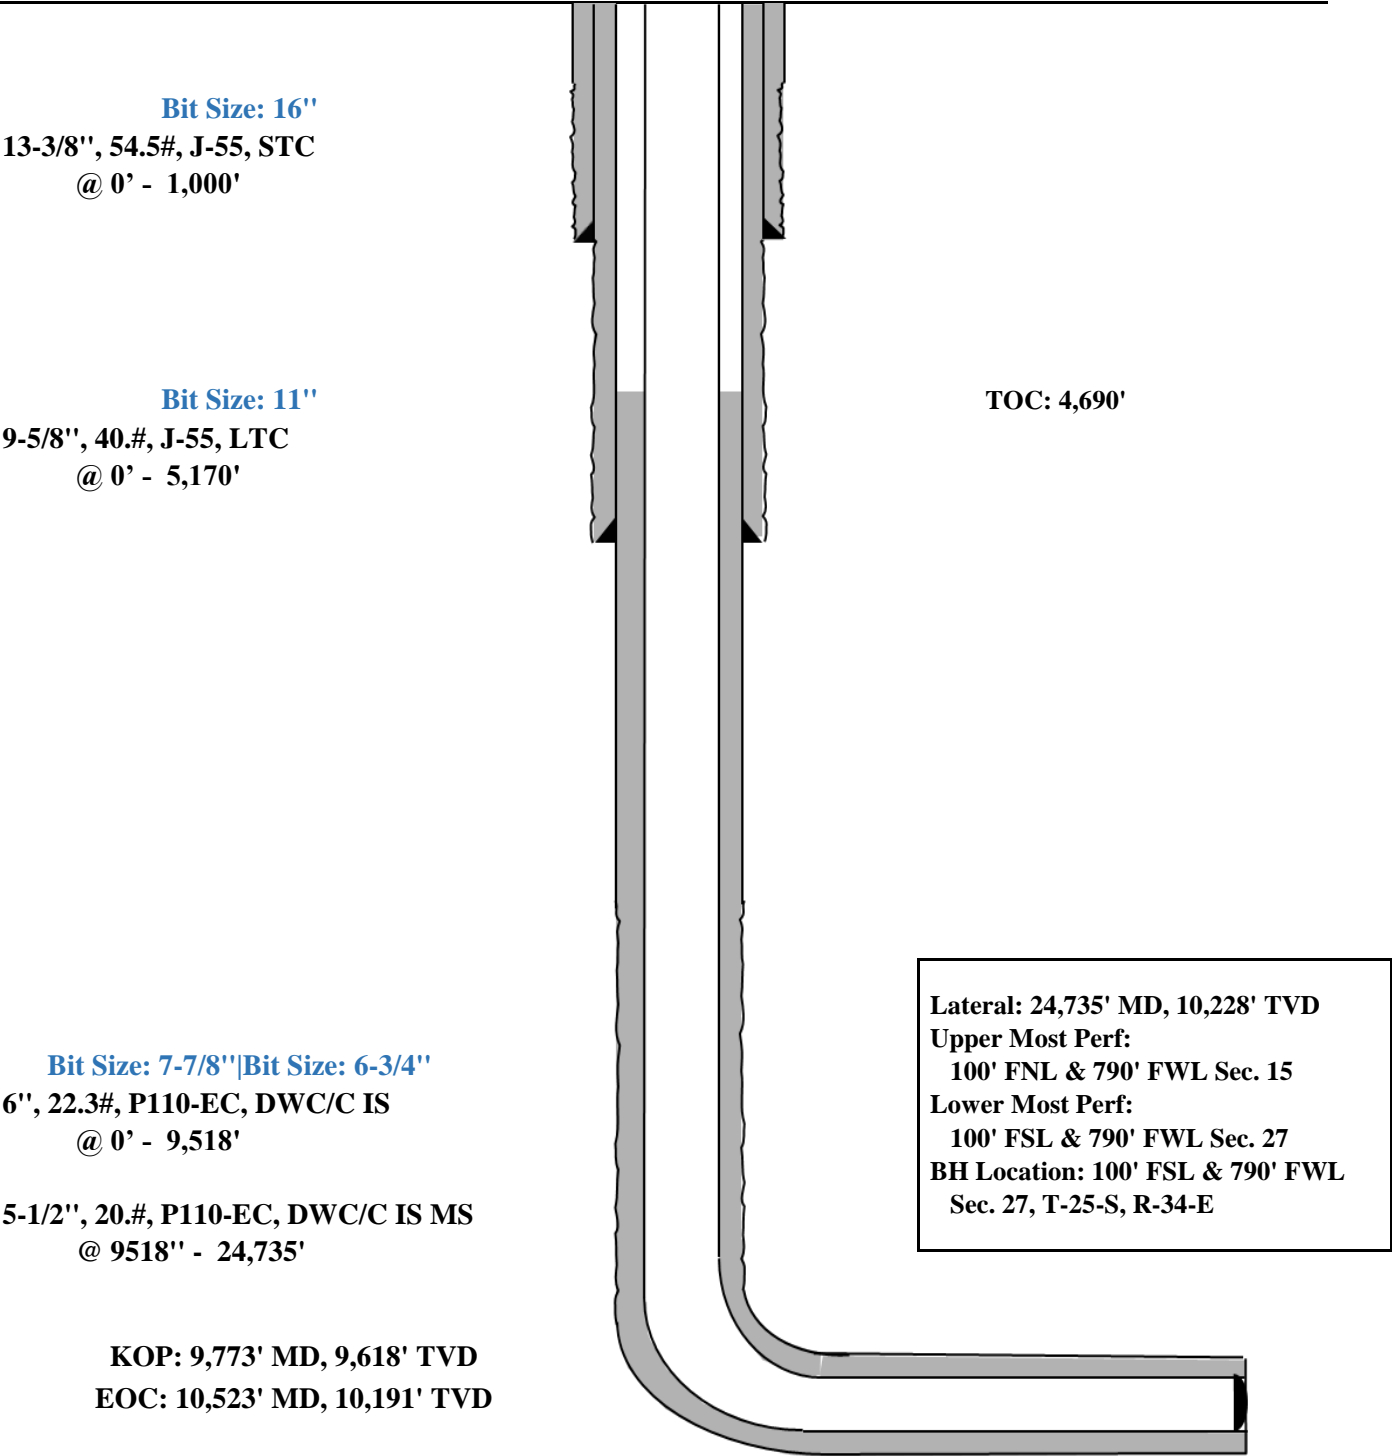 Bit Size: 16''
13-3/8'', 54.5#, J-55, STC
@ 0’ - 1,000'
Bit Size: 11''
9-5/8'', 40.#, J-55, LTC
@ 0’ - 5,170'
TOC: 4,690'
Bit Size: 7-7/8''|Bit Size: 6-3/4''
6'', 22.3#, P110-EC, DWC/C IS
@ 0’ - 9,518'
5-1/2'', 20.#, P110-EC, DWC/C IS MS
@ 9518'' - 24,735'
KOP: 9,773' MD, 9,618' TVD
EOC: 10,523' MD, 10,191' TVD
Lateral: 24,735' MD, 10,228' TVD
Upper Most Perf:
100' FNL & 790' FWL Sec. 15
Lower Most Perf:
100' FSL & 790' FWL Sec. 27
BH Location: 100' FSL & 790' FWL
Sec. 27, T-25-S, R-34-E